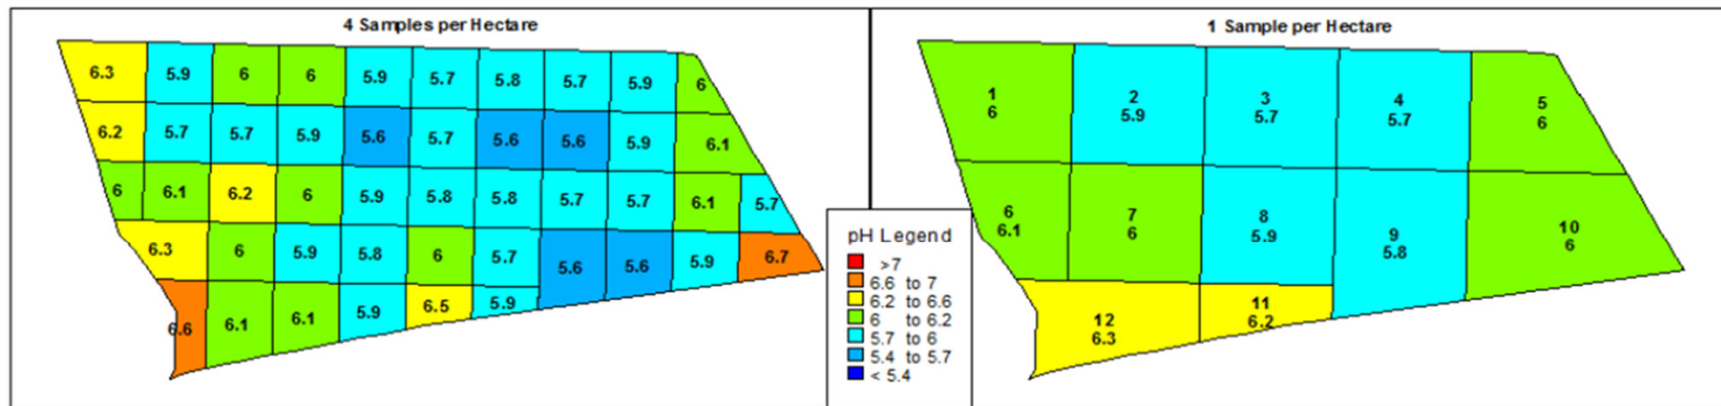 4 Samples per Hectare
6.3 5.9 6 6 5.9 5.7 5.8 5.7 5.9 6
6.2 5.7 5.7 5.9 5.6 5.7 5.6 5.6 5.9 6.1
6 6.1 6.2 6 5.9 5.8 5.8 5.7 5.7 6.1 5.7
6.3 6 5.9 5.8 6 5.7 5.6 5.6 5.9 6.7
6.6 6.1 6.1 5.9 6.5 5.9
pH Legend
>7
6.6 to 7
6.2 to 6.6
6 to 6.2
5.7 to 6
5.4 to 5.7
< 5.4
1 Sample per Hectare
1 2 3 4 5
6 5.9 5.7 5.7 6
6 7 8 9 10
6.1 6 5.9 5.8 6
12 11
6.3 6.2